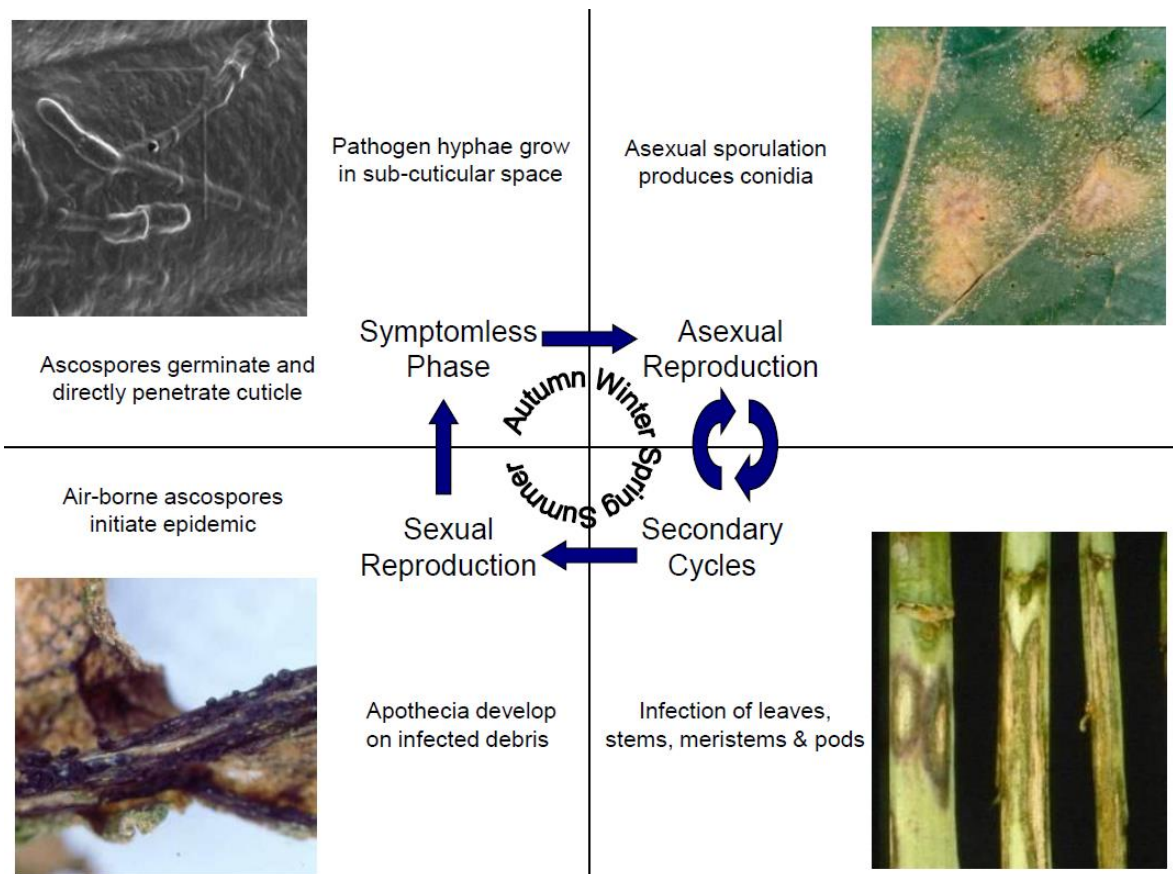 Pathogen hyphae grow
in sub-cuticular space
Asexual sporulation
produces conidia
Ascospores germinate and
directly penetrate cuticle
Symptomless
Phase
Asexual
Reproduction
Autumn Winter Spring Summer
Air-borne ascospores
initiate epidemic
Sexual
Reproduction
Secondary
Cycles
Apothecia develop
on infected debris
Infection of leaves,
stems, meristems & pods